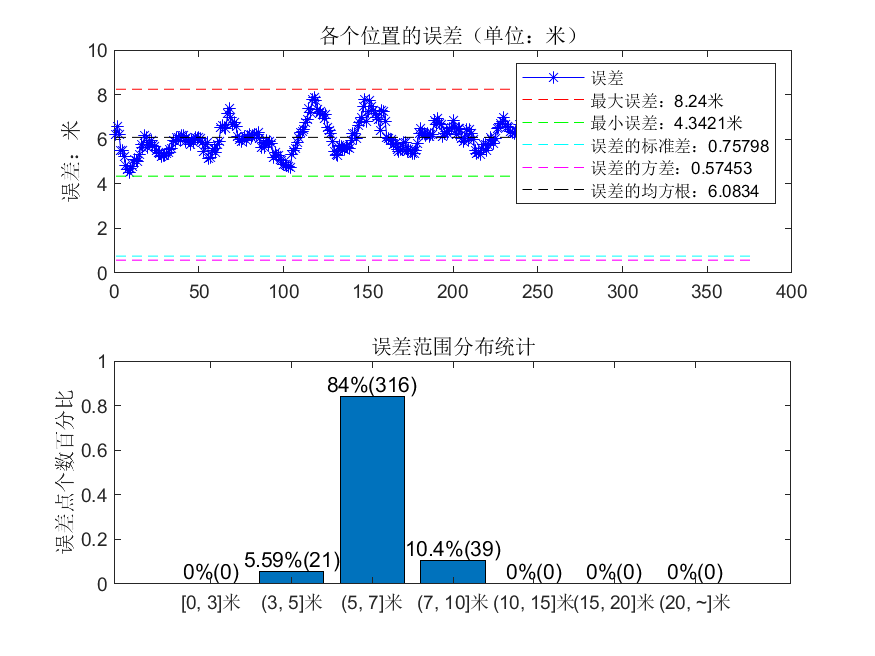 各个位置的误差（单位：米）
10
8
6
4
2
0
误差：米
误差
最大误差：8.24米
最小误差：4.3421米
误差的标准差：0.75798
误差的方差：0.57453
误差的均方根：6.0834
0 50 100 150 200 250 300 350 400
误差范围分布统计
1
0.8
0.6
0.4
0.2
0
误差点个数百分比
0%(0) 5.59%(21) 84%(316) 10.4%(39) 0%(0) 0%(0) 0%(0)
[0, 3]米 (3, 5]米 (5, 7]米 (7, 10]米 (10, 15]米 (15, 20]米 (20, ~]米